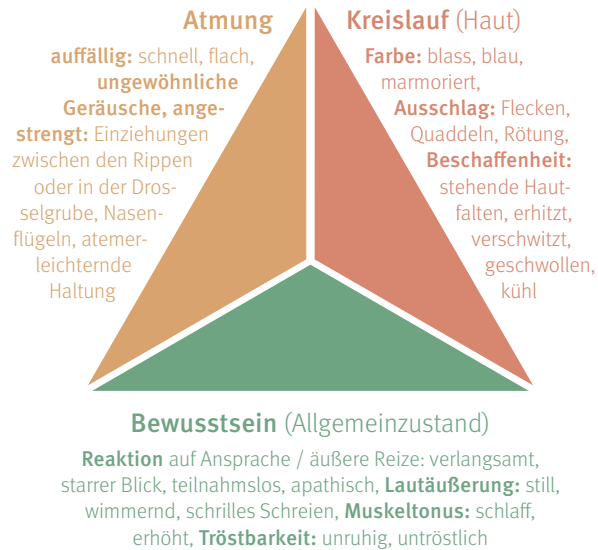 Atmung
auffällig: schnell, flach,
ungewöhnliche
Geräusche, ange-
strengt: Einziehungen
zwischen den Rippen
oder in der Dros-
selgrube, Nasen-
flügeln, atemer-
leichternde
Haltung
Kreislauf (Haut)
Farbe: blass, blau,
marmoriert,
Ausschlag: Flecken,
Quaddeln, Rötung,
Beschaffenheit:
stehende Haut-
falten, erhitzt,
verschwitzt,
geschwollen,
kühl
Bewusstsein (Allgemeinzustand)
Reaktion auf Ansprache / äußere Reize: verlangsamt,
starrer Blick, teilnahmslos, apathisch, Lautäußerung: still,
wimmernd, schrilles Schreien, Muskeltonus: schlaff,
erhöht, Tröstbarkeit: unruhig, untröstlich